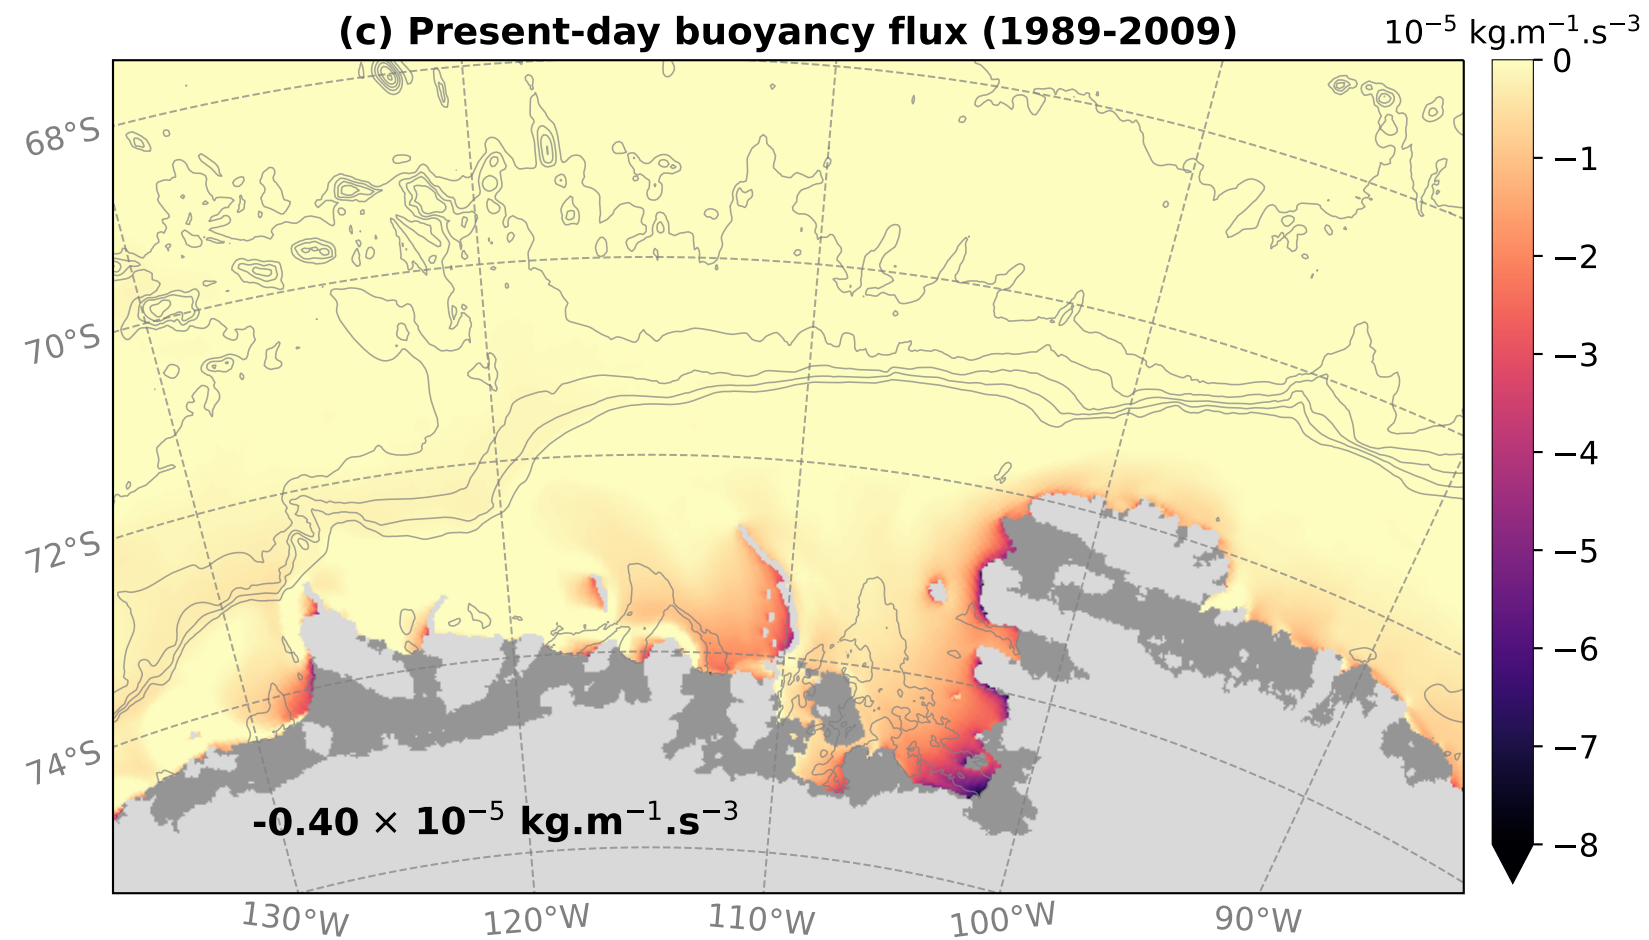 (c) Present-day buoyancy flux (1989-2009)
10⁻⁵ kg.m⁻¹.s⁻³
0
−1
−2
−3
−4
−5
−6
−7
−8
68°S
70°S
72°S
74°S
-0.40 × 10⁻⁵ kg.m⁻¹.s⁻³
130°W 120°W 110°W 100°W 90°W